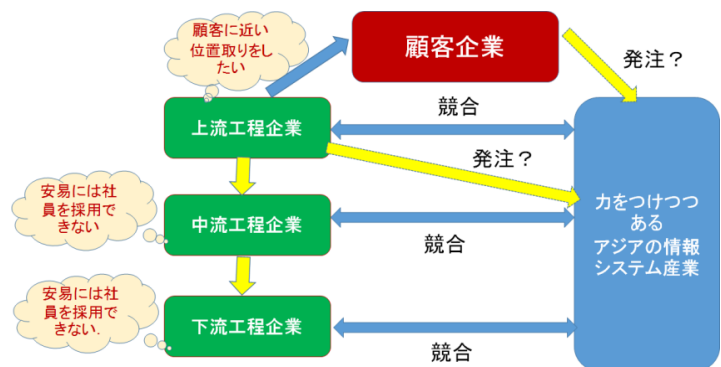 顧客に近い
位置取りをし
たい
顧客企業
発注？
上流工程企業
競合
発注？
安易には社
員を採用で
きない
中流工程企業
競合
力をつけつつ
ある
アジアの情報
システム産業
安易には社
員を採用で
きない.
下流工程企業
競合